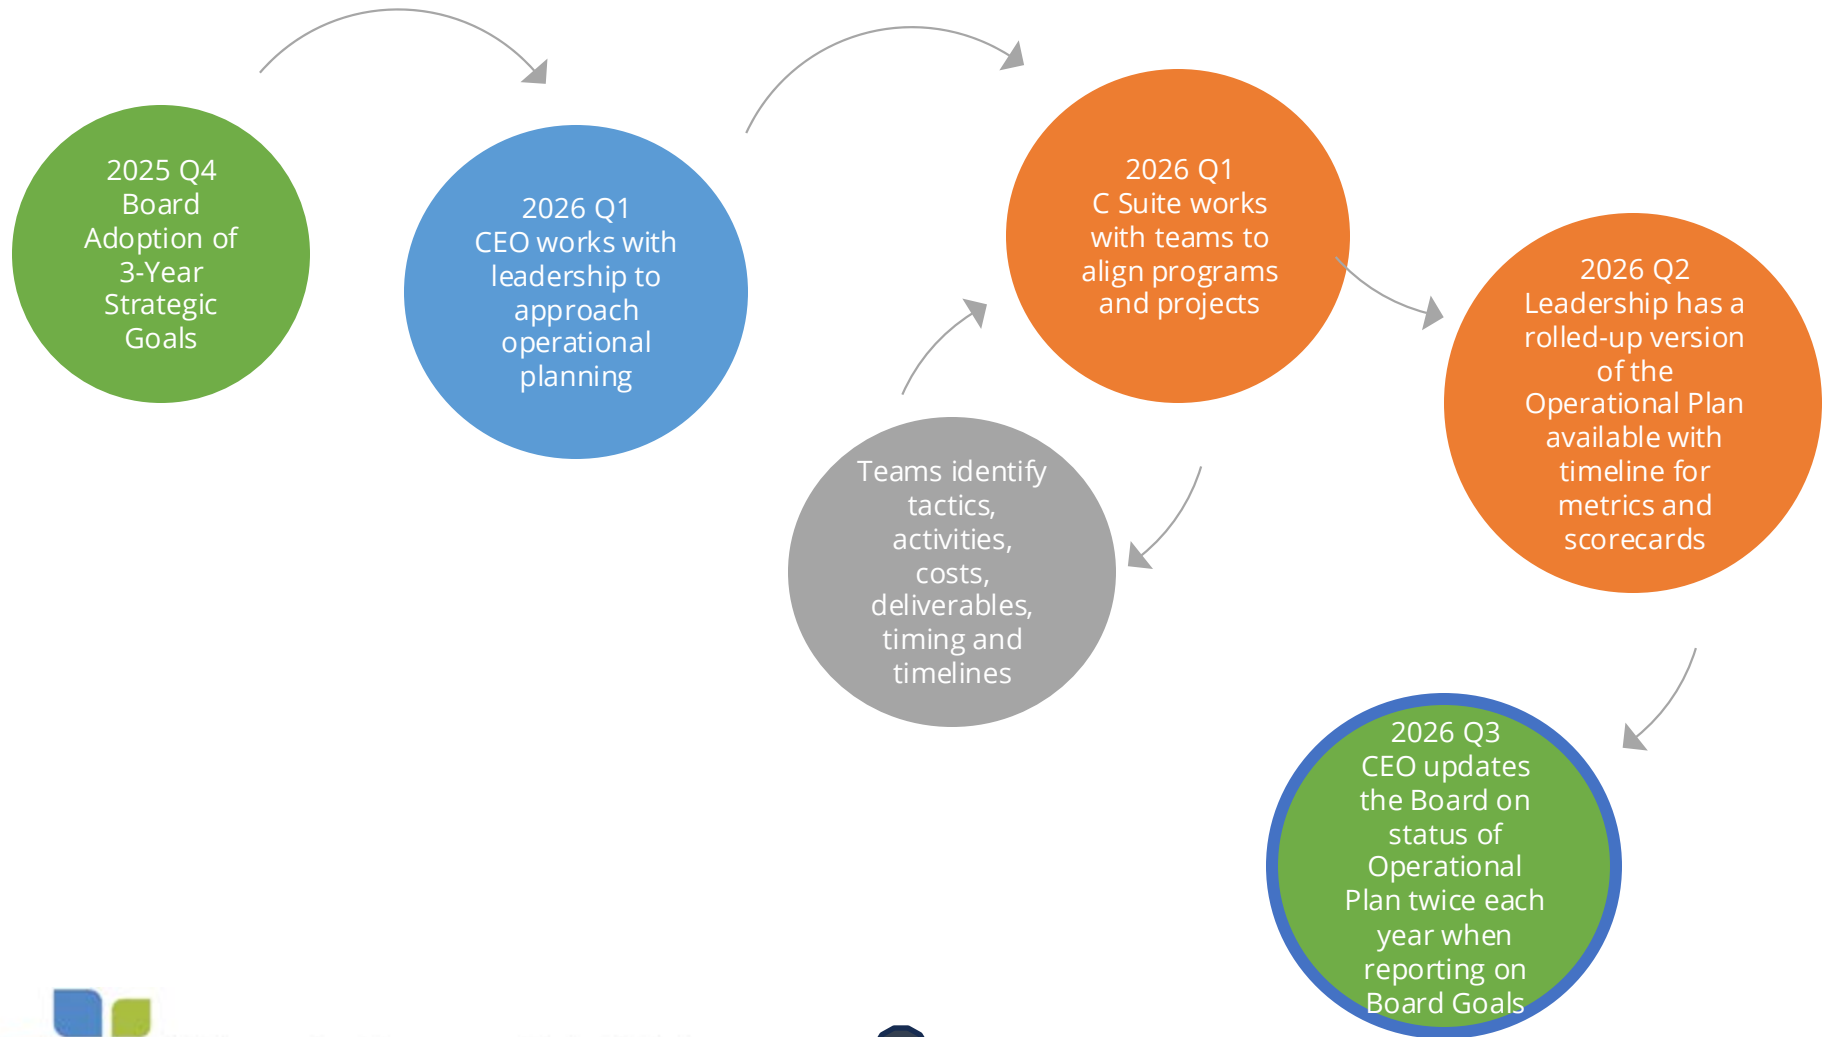 2025 Q4
Board
Adoption of
3-Year
Strategic
Goals
2026 Q1
CEO works with
leadership to
approach
operational
planning
2026 Q1
C Suite works
with teams to
align programs
and projects
Teams identify
tactics,
activities,
costs,
deliverables,
timing and
timelines
2026 Q2
Leadership has a
rolled-up version
of the
Operational Plan
available with
timeline for
metrics and
scorecards
2026 Q3
CEO updates
the Board on
status of
Operational
Plan twice each
year when
reporting on
Board Goals